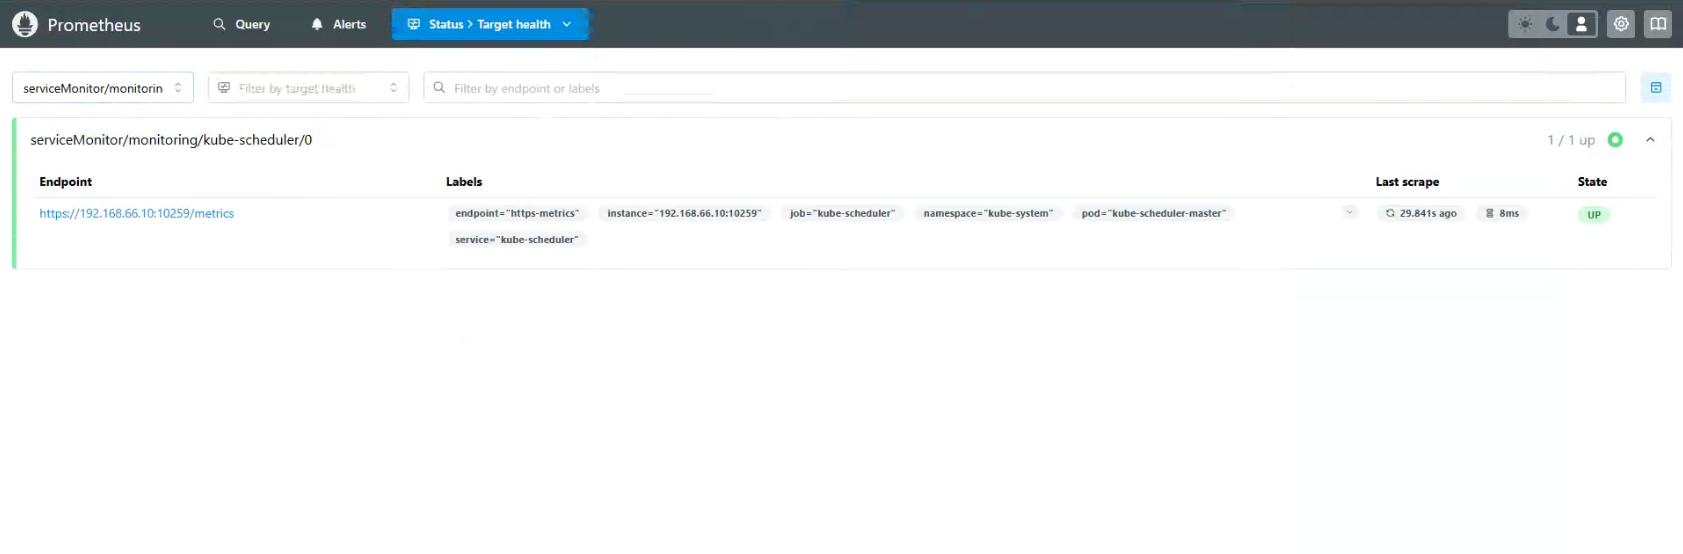 Prometheus Query Alerts Status > Target health
serviceMonitor/monitorin Filter by target health Filter by endpoint or labels
serviceMonitor/monitoring/kube-scheduler/0 1 / 1 up
Endpoint Labels Last scrape State
https://192.168.66.10:10259/metrics endpoint="https-metrics" instance="192.168.66.10:10259" job="kube-scheduler" namespace="kube-system" pod="kube-scheduler-master" 29.841s ago 8ms UP
service="kube-scheduler"